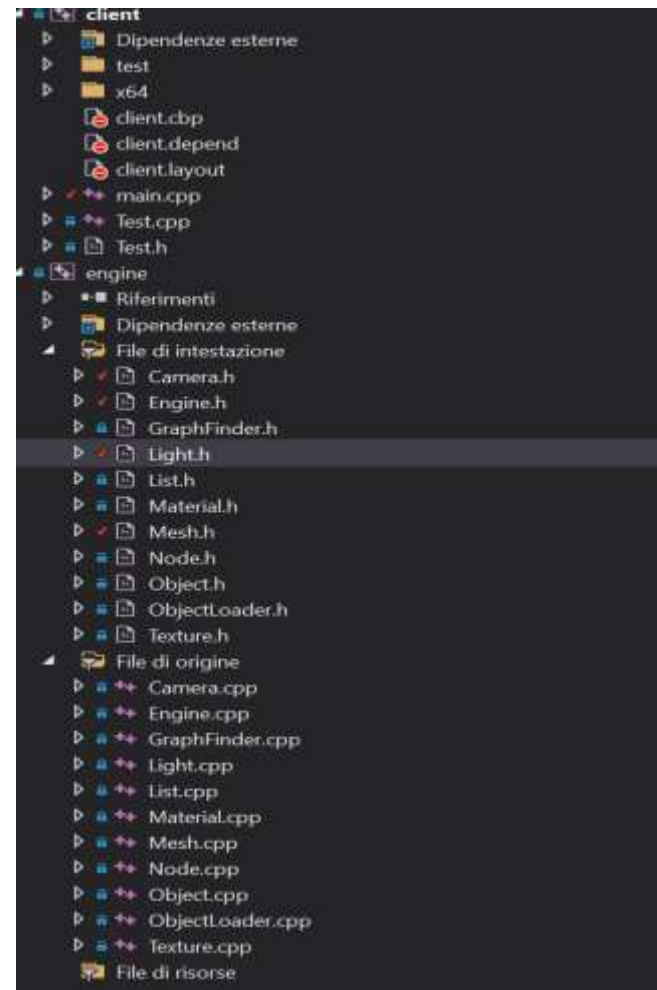 client
Dipendenze esterne
test
x64
client.cbp
client.depend
client.layout
main.cpp
Test.cpp
Test.h
engine
Riferimenti
Dipendenze esterne
File di intestazione
Camera.h
Engine.h
GraphFinder.h
Light.h
List.h
Material.h
Mesh.h
Node.h
Object.h
ObjectLoader.h
Texture.h
File di origine
Camera.cpp
Engine.cpp
GraphFinder.cpp
Light.cpp
List.cpp
Material.cpp
Mesh.cpp
Node.cpp
Object.cpp
ObjectLoader.cpp
Texture.cpp
File di risorse